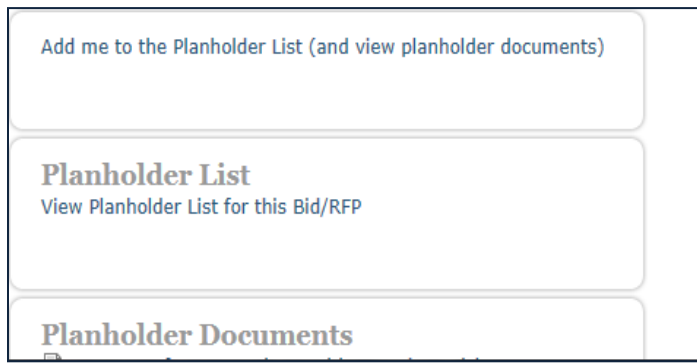 Add me to the Planholder List (and view planholder documents)
Planholder List
View Planholder List for this Bid/RFP
Planholder Documents